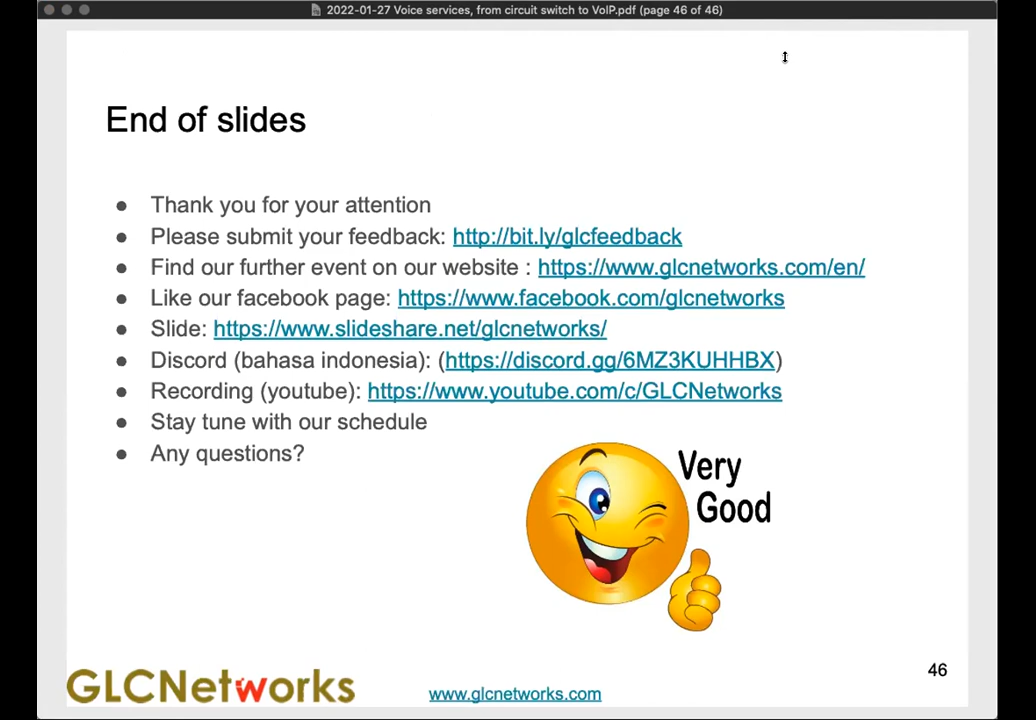 2022-01-27 Voice services, from circuit switch to VoIP.pdf (page 46 of 46)
End of slides
● Thank you for your attention
● Please submit your feedback: http://bit.ly/glcfeedback
● Find our further event on our website : https://www.glcnetworks.com/en/
● Like our facebook page: https://www.facebook.com/glcnetworks
● Slide: https://www.slideshare.net/glcnetworks/
● Discord (bahasa indonesia): (https://discord.gg/6MZ3KUHHBX)
● Recording (youtube): https://www.youtube.com/c/GLCNetworks
● Stay tune with our schedule
● Any questions?
Very
Good
46
GLCNetworks
www.glcnetworks.com